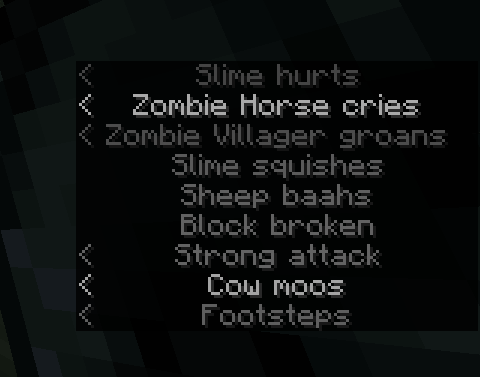 < Slime hurts
< Zombie Horse cries
< Zombie Villager groans
Slime squishes
Sheep baahs
Block broken
< Strong attack
< Cow moos
< Footsteps